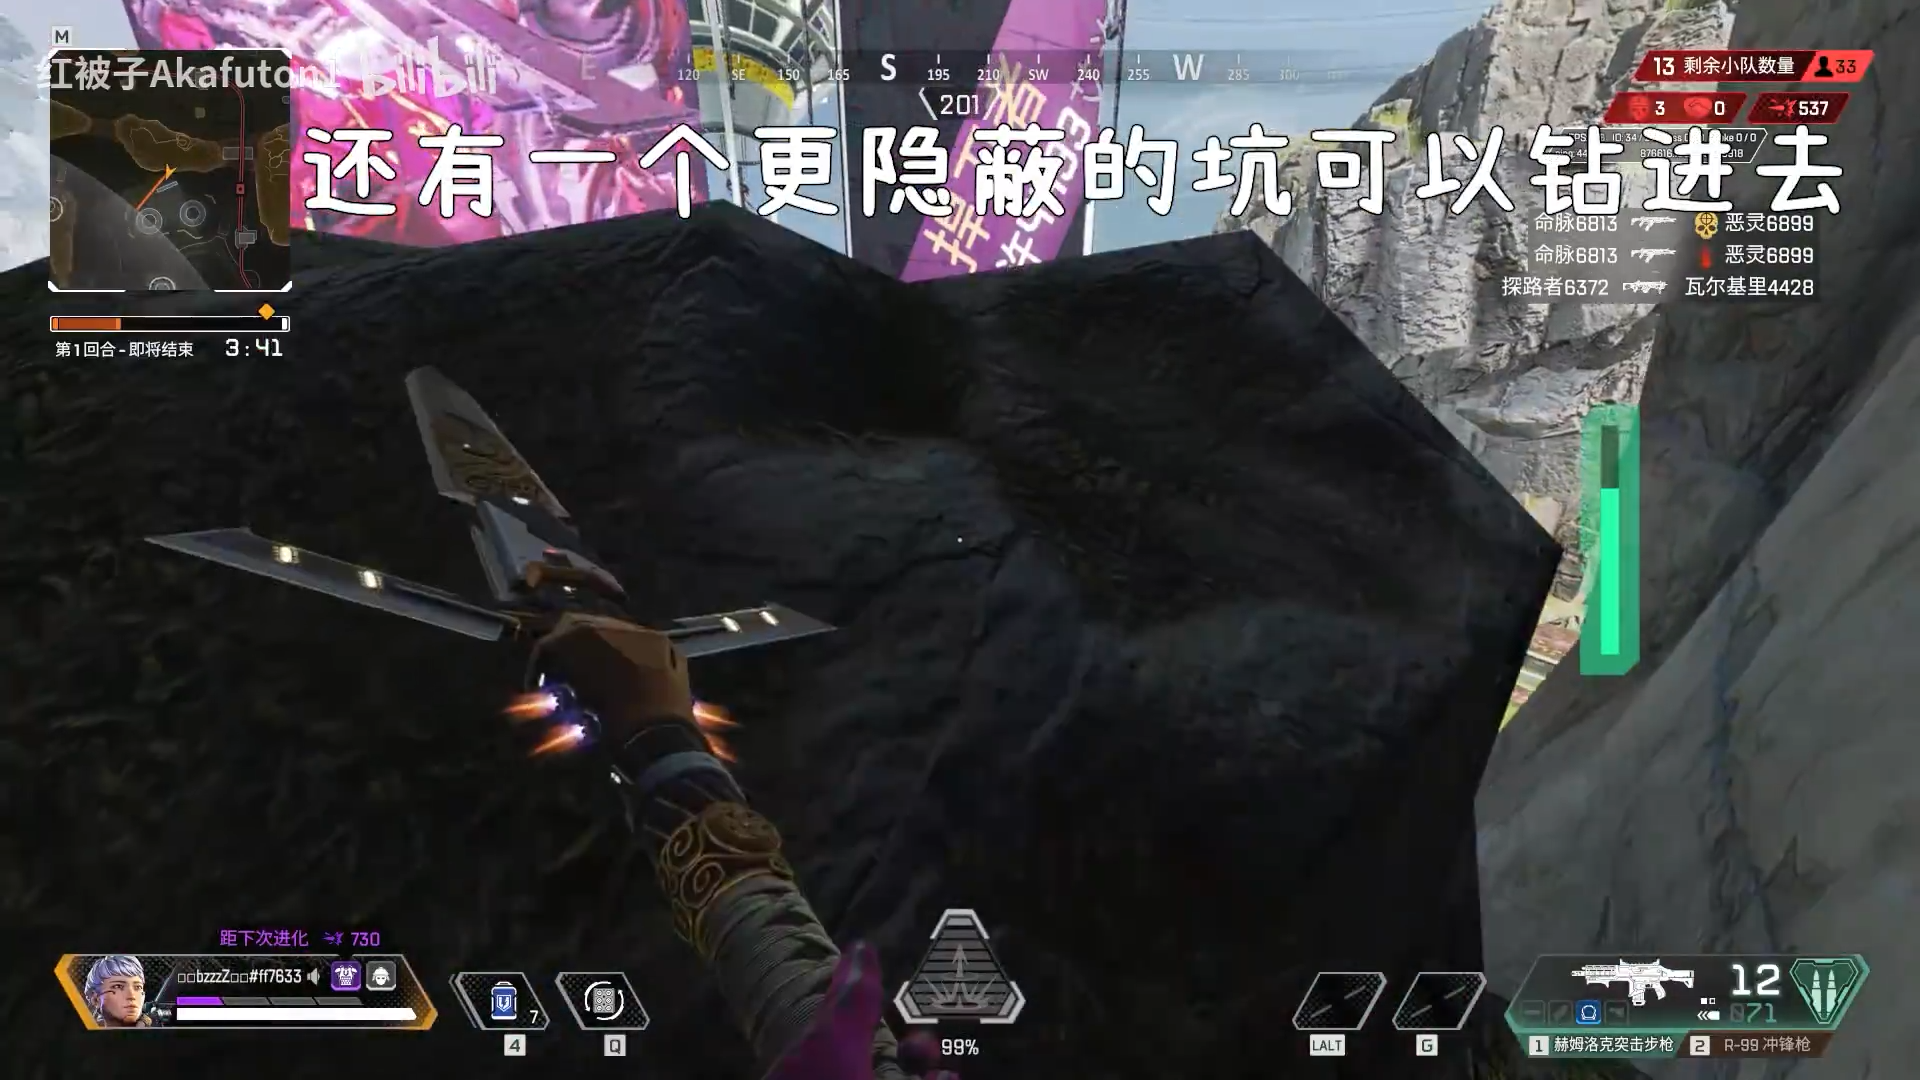 M
红被子Akafuton1 bilibili
E 120 SE 150 165 S 195 210 SW 240 255 W 285 300
201
13 剩余小队数量 33
3 0 537
还有一个更隐蔽的坑可以钻进去
命脉6813 恶灵6899
命脉6813 恶灵6899
探路者6372 瓦尔基里4428
第1回合-即将结束 3:41
距下次进化 730
□□bzzzZ□□#ff7633
7
4 Q
99%
LALT G
12
071
1 赫姆洛克突击步枪 2 R-99 冲锋枪